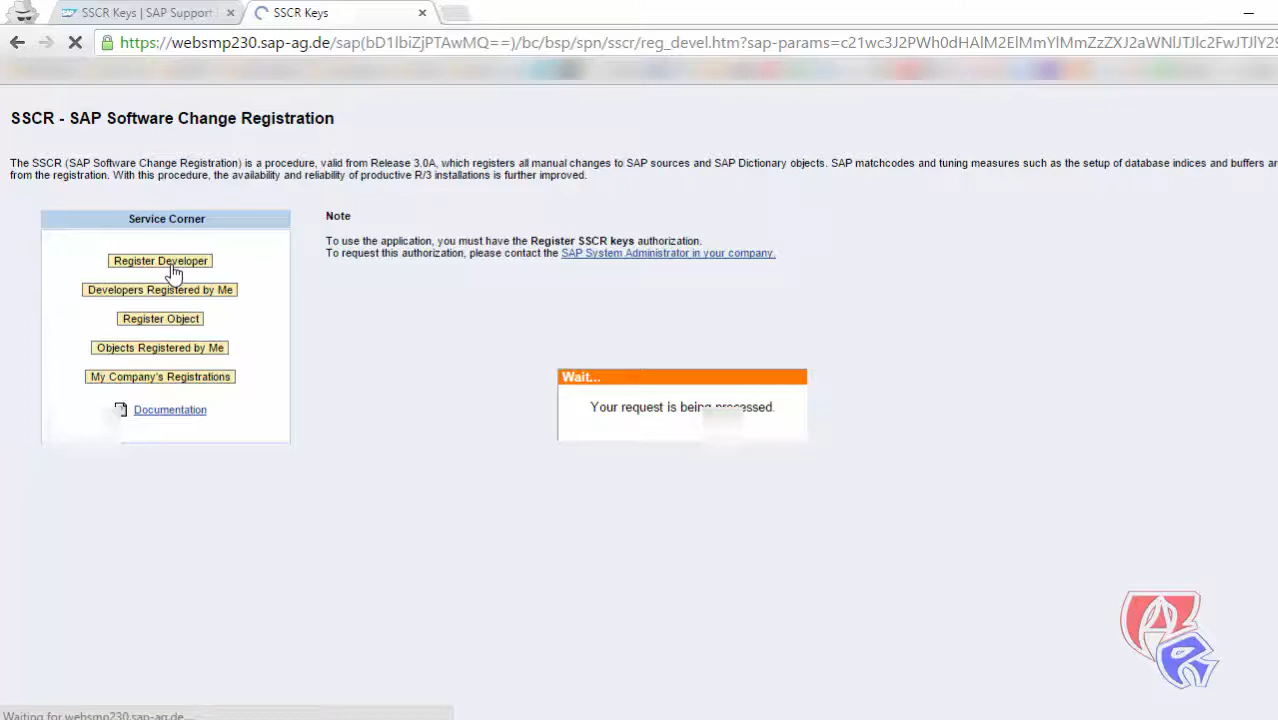 SSCR Keys | SAP Support
SSCR Keys
https://websmp230.sap-ag.de/sap(bD1lbiZjPTAwMQ==)/bc/bsp/spn/sscr/reg_devel.htm?sap-params=
SSCR - SAP Software Change Registration
The SSCR (SAP Software Change Registration) is a procedure, valid from Release 3.0A, which registers all manual changes to SAP sources and SAP Dictionary objects. SAP matchcodes and tuning measures such as the setup of database indices and buffers ar
from the registration. With this procedure, the availability and reliability of productive R/3 installations is further improved.
Service Corner
Register Developer
Developers Registered by Me
Register Object
Objects Registered by Me
My Company's Registrations
Documentation
Note
To use the application, you must have the Register SSCR keys authorization.
To request this authorization, please contact the SAP System Administrator in your company.
Wait...
Your request is being processed.
Waiting for websmp230.sap-ag.de...